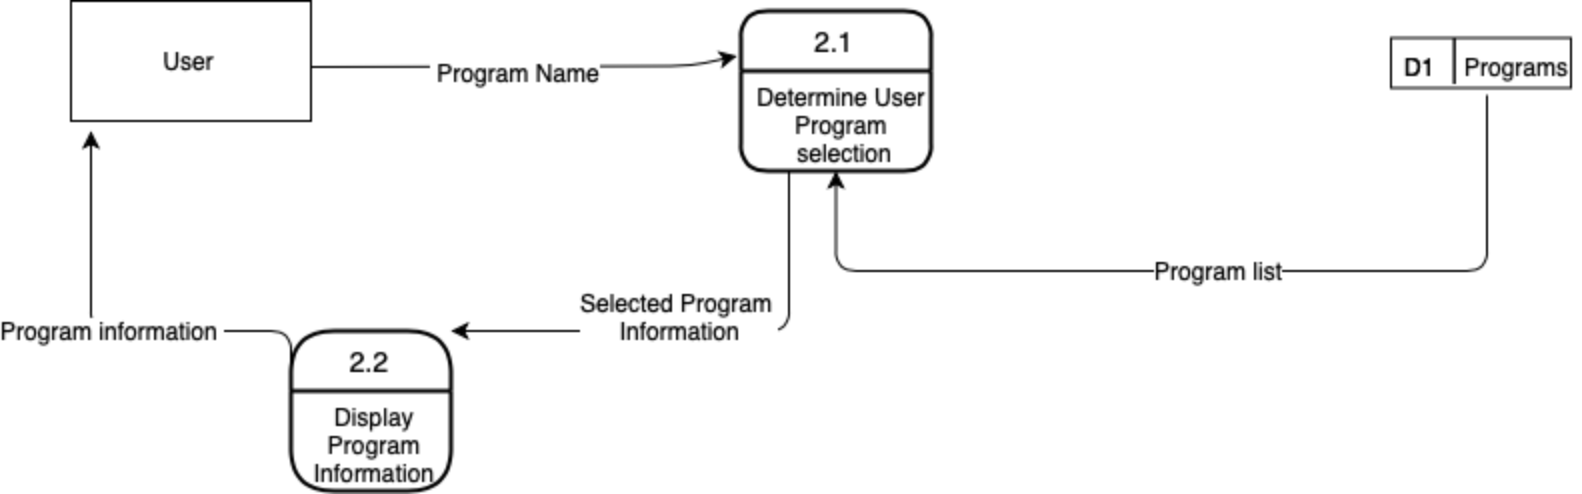 User
Program Name
2.1
Determine User
Program
selection
D1
Programs
Program list
Selected Program
Information
Program information
2.2
Display
Program
Information